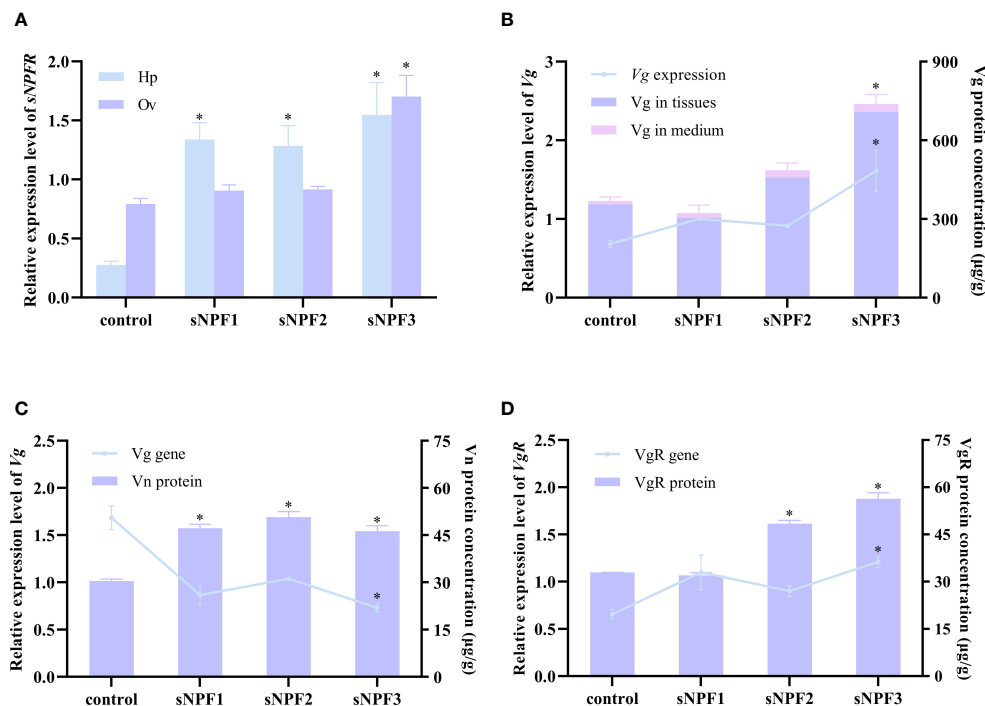 A
Relative expression level of sNPFR
2.0
1.5
1.0
0.5
0.0
Hp
Ov
* * * *
control sNPF1 sNPF2 sNPF3
B
Relative expression level of Vg
3
2
1
0
Vg expression
Vg in tissues
Vg in medium
*
*
900
600
300
0
Vg protein concentration (μg/g)
control sNPF1 sNPF2 sNPF3
C
Relative expression level of Vg
2.5
2.0
1.5
1.0
0.5
0.0
Vg gene
Vn protein
* * *
*
75
60
45
30
15
0
Vn protein concentration (μg/g)
control sNPF1 sNPF2 sNPF3
D
Relative expression level of VgR
2.5
2.0
1.5
1.0
0.5
0.0
VgR gene
VgR protein
* *
*
75
60
45
30
15
0
VgR protein concentration (μg/g)
control sNPF1 sNPF2 sNPF3